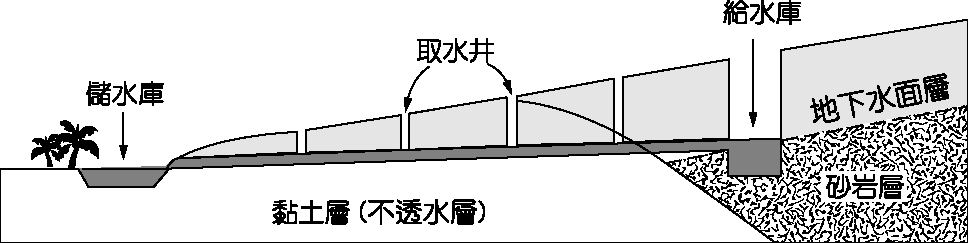 給水庫
取水井
儲水庫
地下水面層
砂岩層
黏土層(不透水層)